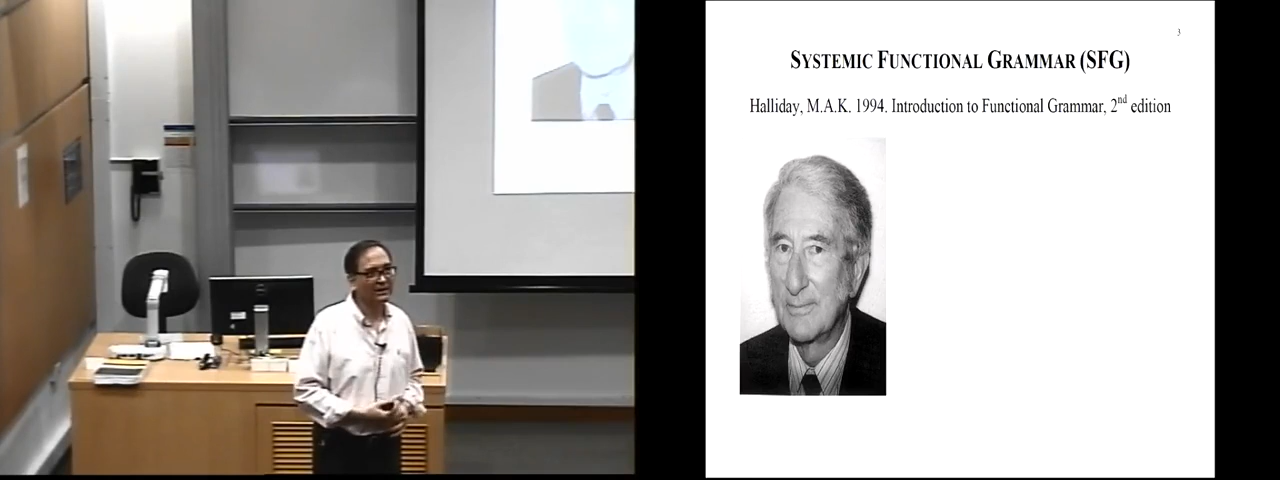 3
SYSTEMIC FUNCTIONAL GRAMMAR (SFG)
Halliday, M.A.K. 1994. Introduction to Functional Grammar, 2nd edition